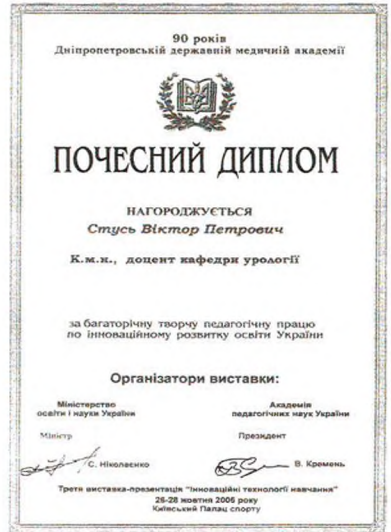 90 років
Дніпропетровській державній медичній академії
ПОЧЕСНИЙ ДИПЛОМ
НАГОРОДЖУЄТЬСЯ
Стусь Віктор Петрович
К.м.н., доцент кафедри урології
за багаторічну творчу педагогічну працю
по інноваційному розвитку освіти України
Організатори виставки:
Міністерство
освіти і науки України
Академія
педагогічних наук України
Міністр
Президент
С. Ніколаєнко
В. Кремень
Третя виставка-презентація "Інноваційні технології навчання"
26-28 жовтня 2006 року
Київський Палац спорту